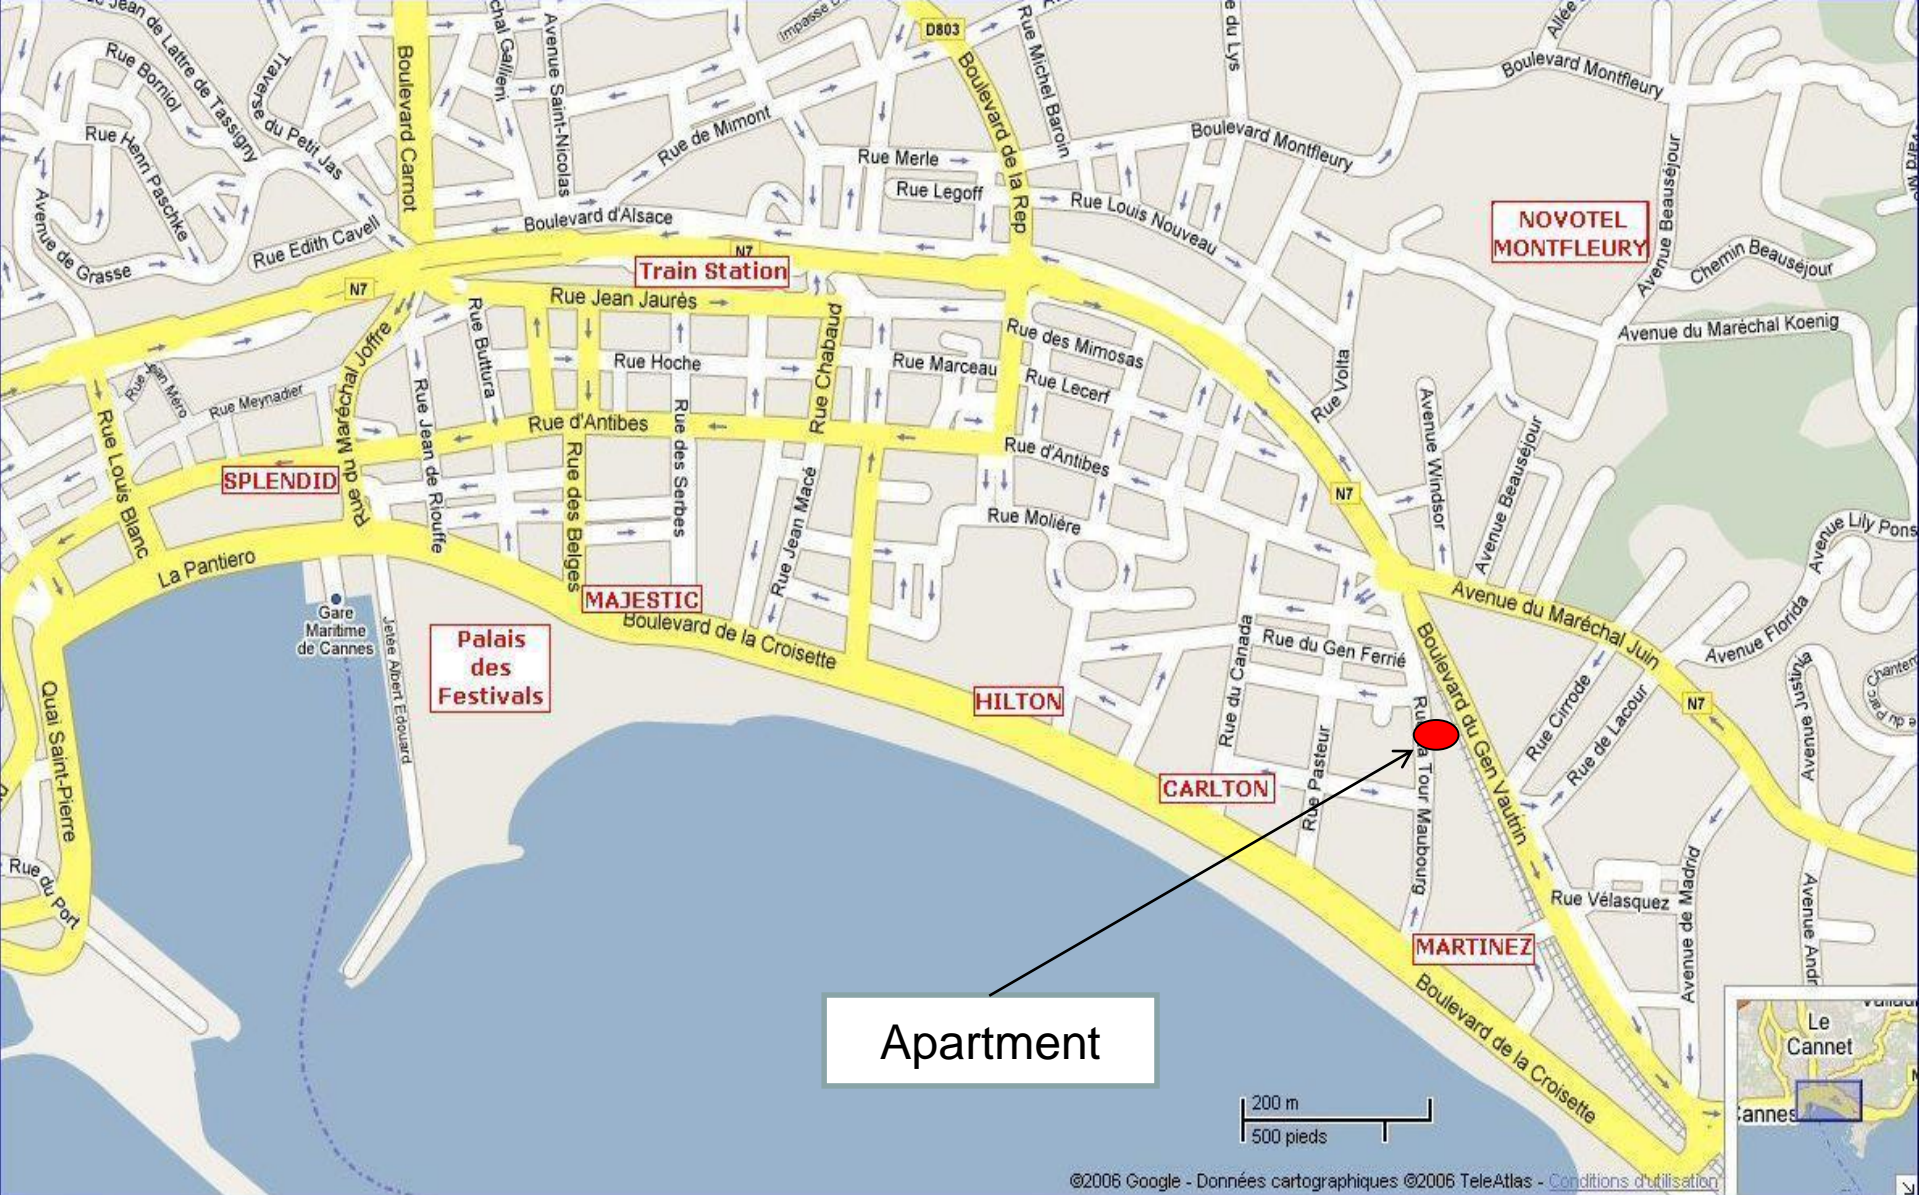 Jean de Lattre de Tassigny
Rue Borniol
Traverse du Petit Jas
Rue Henri Paschke
Avenue de Grasse
Rue Edith Cavell
Boulevard Carnot
Avenue Saint-Nicolas
Rue de Mimont
D803
Boulevard de la Rep
Rue Michel Baroin
Rue Merle
Rue Legoff
Rue Louis Nouveau
Boulevard Montfleury
Boulevard Montfleury
Allée
Avenue Beauséjour
Chemin Beauséjour
NOVOTEL
MONTFLEURY
Avenue du Maréchal Koenig
Boulevard d'Alsace
N7
Train Station
N7
Rue Jean Jaurès
Rue Buttura
Rue Hoche
Rue Chabaud
Rue Marceau
Rue des Mimosas
Rue Lecerf
Rue Volta
Rue Jean Méro
Rue Meynadier
Rue du Maréchal Joffre
Rue Jean de Riouffe
Rue d'Antibes
Rue d'Antibes
Rue Louis Blanc
SPLENDID
Rue des Belges
Rue des Serbes
Rue Jean Macé
Rue Molière
N7
Avenue Windsor
Avenue Beauséjour
Avenue Lily Pons
La Pantiero
Gare
Maritime
de Cannes
Jetée Albert Edouard
Palais
des
Festivals
MAJESTIC
Boulevard de la Croisette
HILTON
Rue du Canada
Rue du Gen Ferrié
Avenue du Maréchal Juin
Avenue Florida
Avenue Justinia
Boulevard du Gen Vautrin
Rue Cirrode
Rue de Lacour
N7
Quai Saint-Pierre
Rue du Port
CARLTON
Rue Pasteur
Tour Maubourg
Rue Vélasquez
Avenue de Madrid
Avenue Andr
MARTINEZ
Boulevard de la Croisette
Apartment
200 m
500 pieds
Le
Cannet
Cannes
©2006 Google - Données cartographiques ©2006 TeleAtlas - Conditions d'utilisation